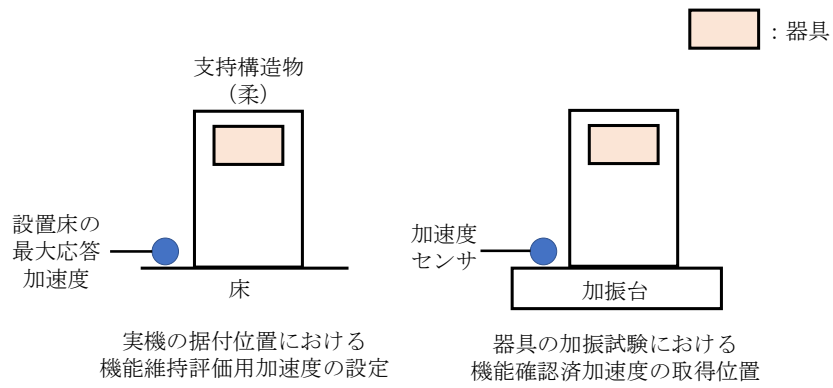 ：器具
支持構造物
（柔）
設置床の
最大応答
加速度
床
実機の据付位置における
機能維持評価用加速度の設定
加速度
センサ
加振台
器具の加振試験における
機能確認済加速度の取得位置